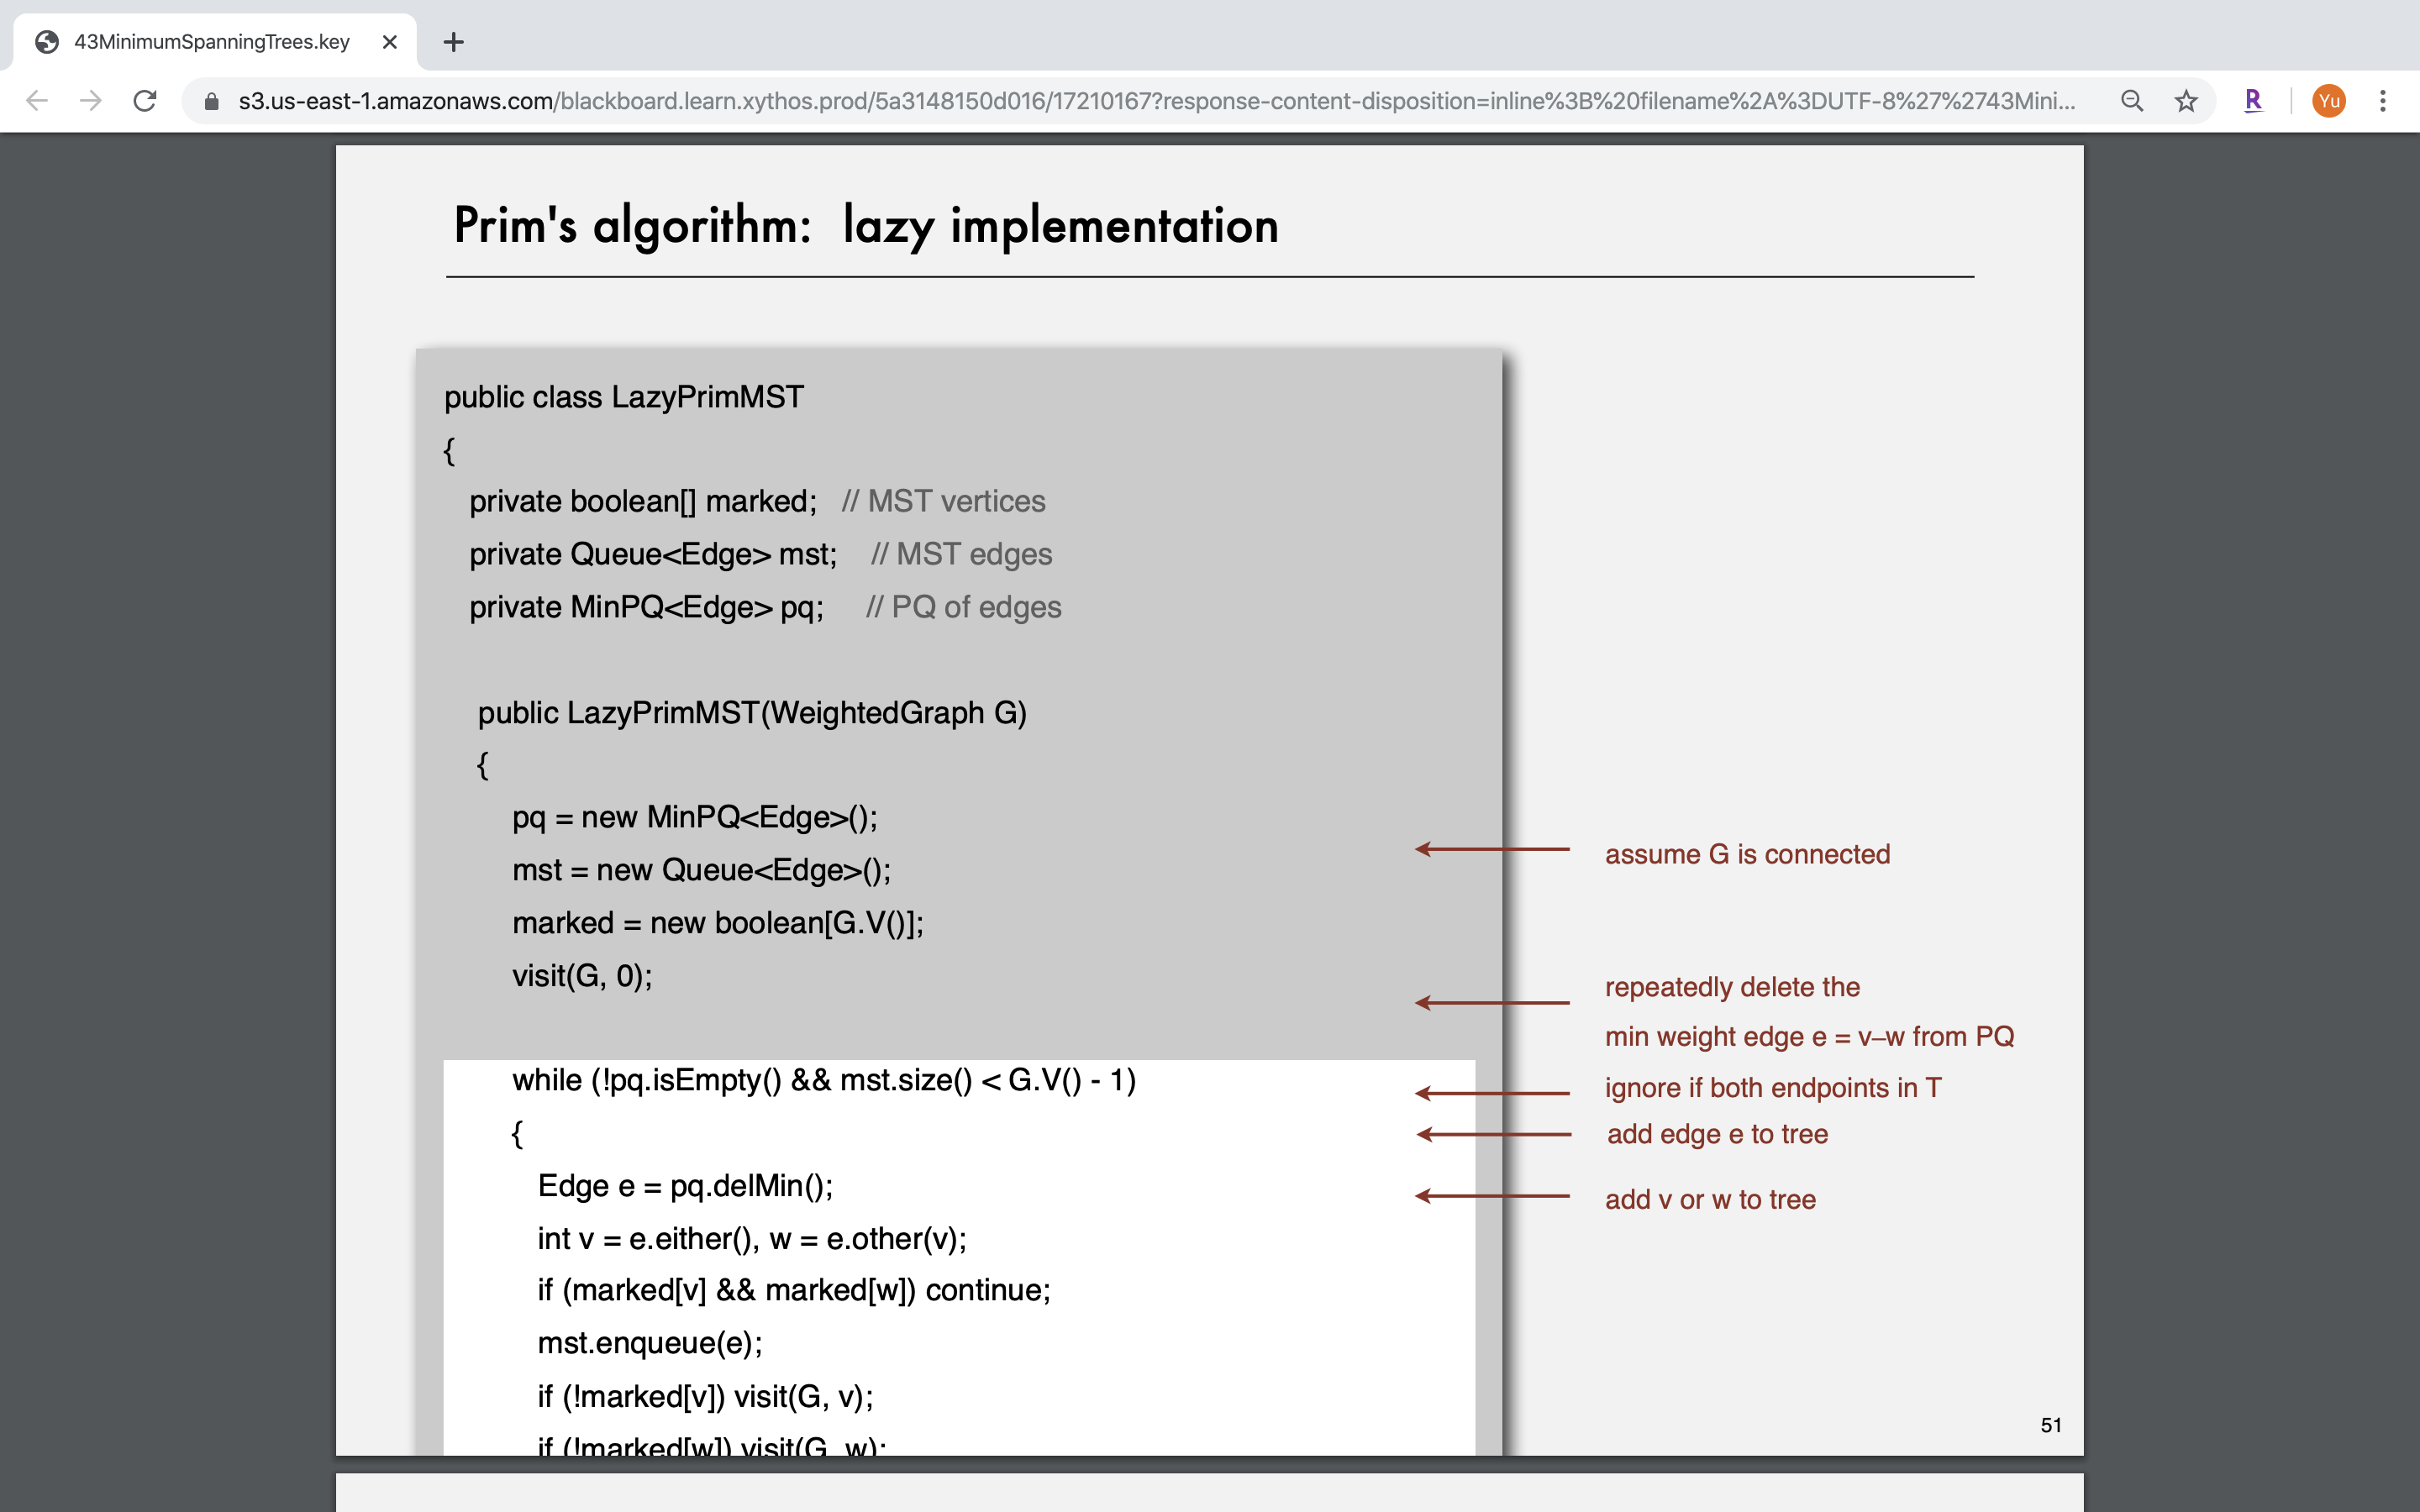 43MinimumSpanningTrees.key
s3.us-east-1.amazonaws.com/blackboard.learn.xythos.prod/5a3148150d016/17210167?response-content-disposition=inline%3B%20filename%2A%3DUTF-8%27%2743Mini...
R
Yu
Prim's algorithm: lazy implementation
public class LazyPrimMST
{
private boolean[] marked; // MST vertices
private Queue<Edge> mst; // MST edges
private MinPQ<Edge> pq; // PQ of edges
public LazyPrimMST(WeightedGraph G)
{
pq = new MinPQ<Edge>();
mst = new Queue<Edge>();
marked = new boolean[G.V()];
visit(G, 0);
while (!pq.isEmpty() && mst.size() < G.V() - 1)
{
Edge e = pq.delMin();
int v = e.either(), w = e.other(v);
if (marked[v] && marked[w]) continue;
mst.enqueue(e);
if (!marked[v]) visit(G, v);
if (!marked[w]) visit(G, w);
assume G is connected
repeatedly delete the
min weight edge e = v–w from PQ
ignore if both endpoints in T
add edge e to tree
add v or w to tree
51